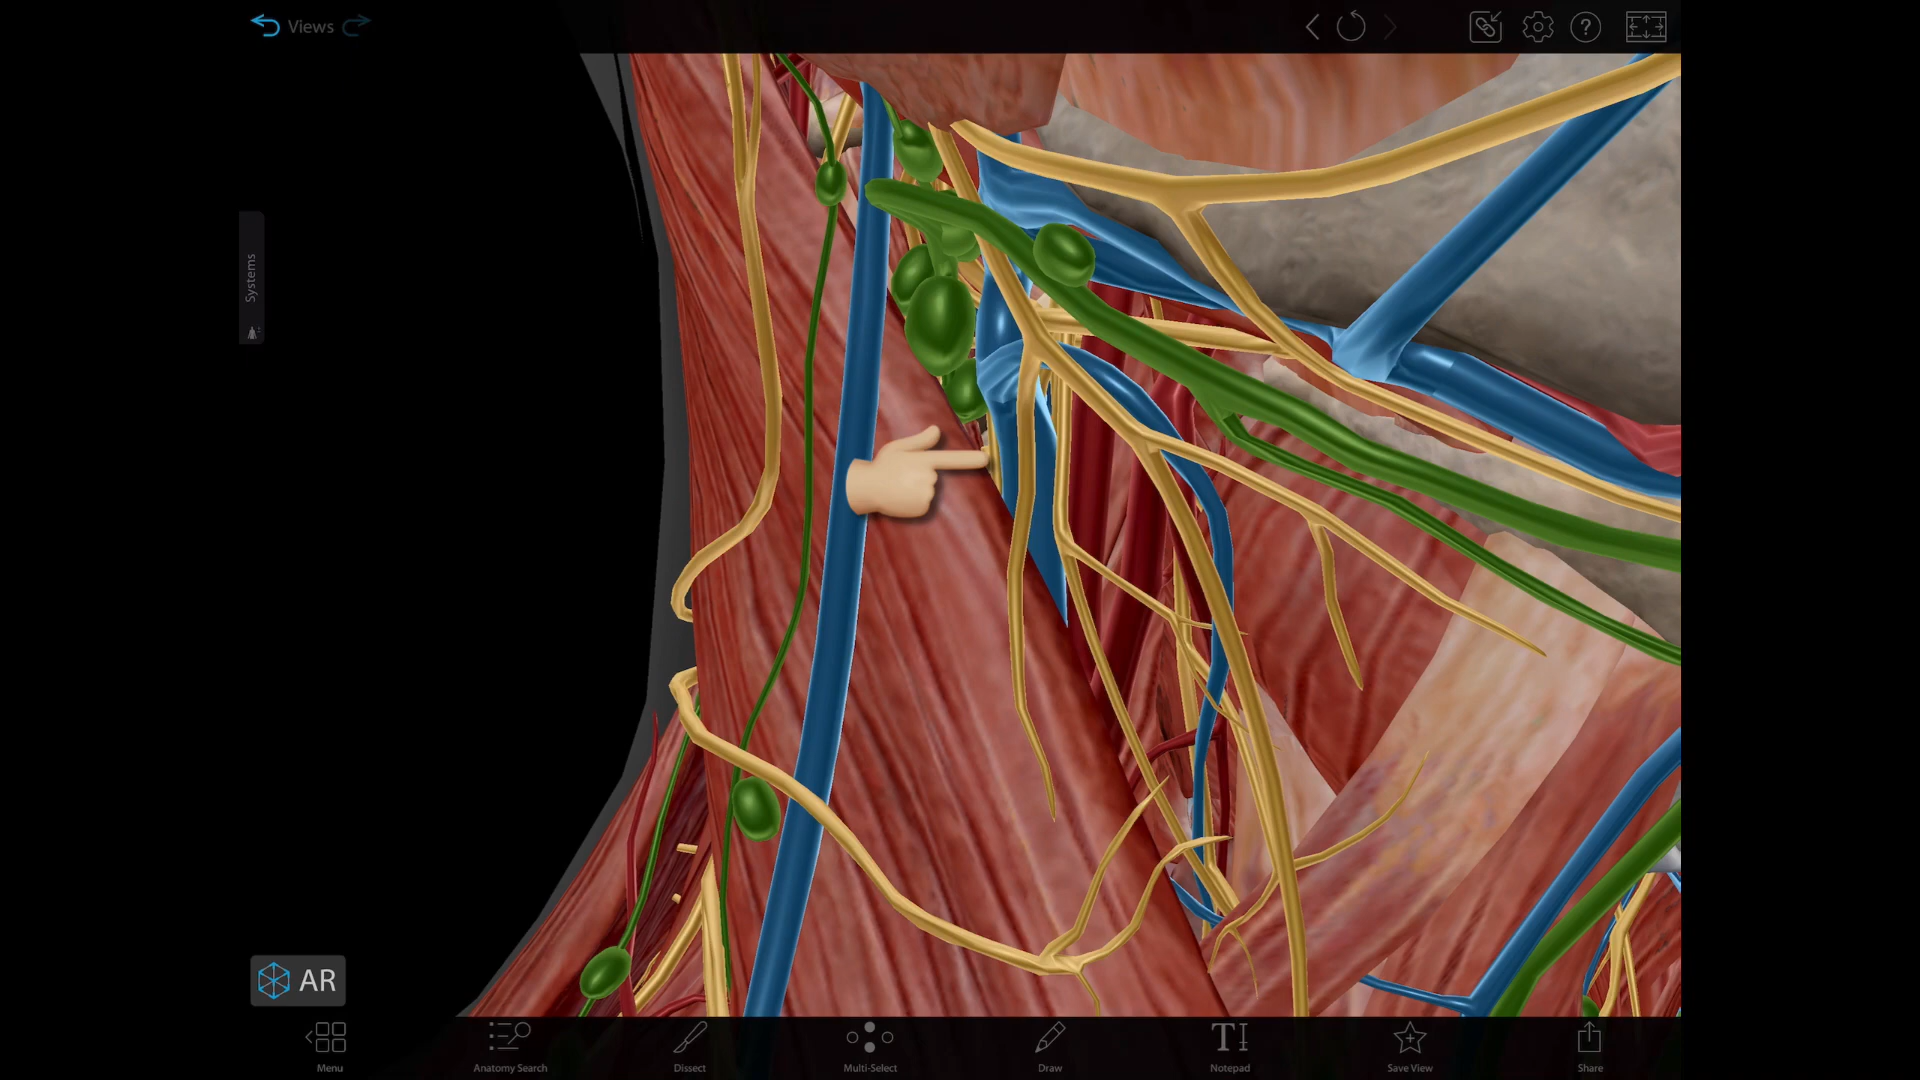 Views
?
Systems
AR
Menu
Anatomy Search
Dissect
Multi-Select
Draw
Notepad
Save View
Share